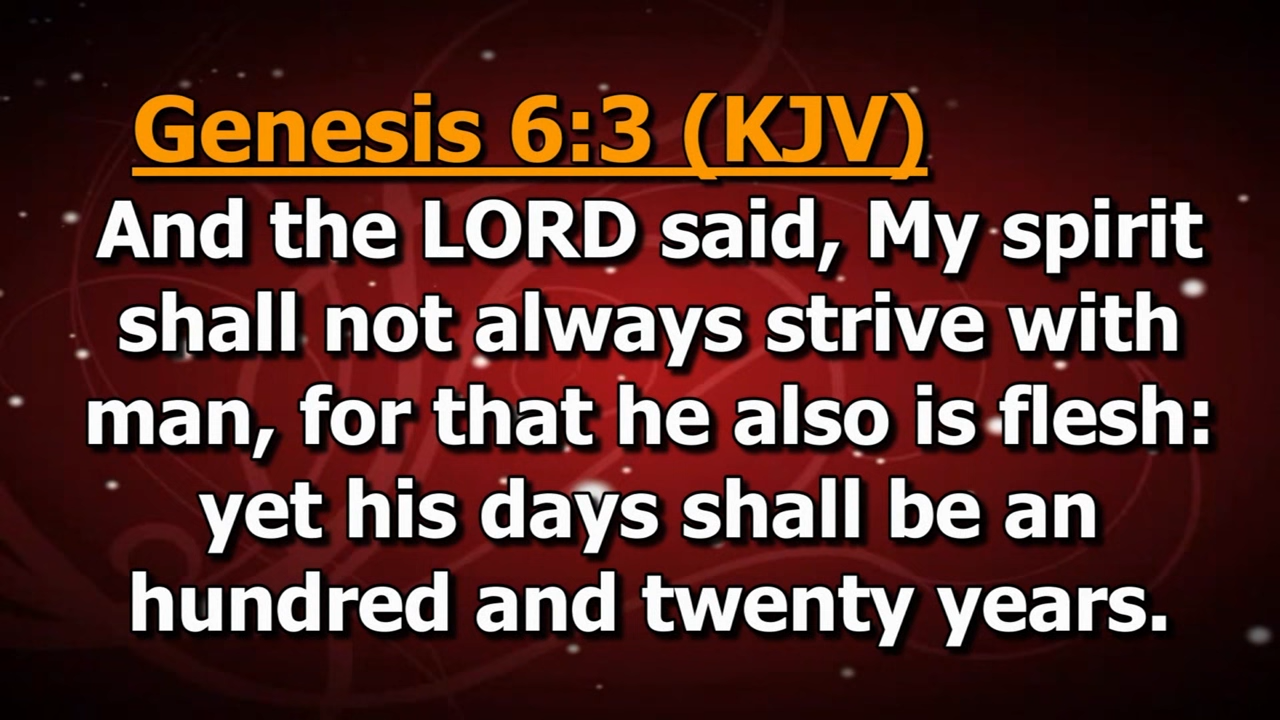 Genesis 6:3 (KJV)
And the LORD said, My spirit
shall not always strive with
man, for that he also is flesh:
yet his days shall be an
hundred and twenty years.